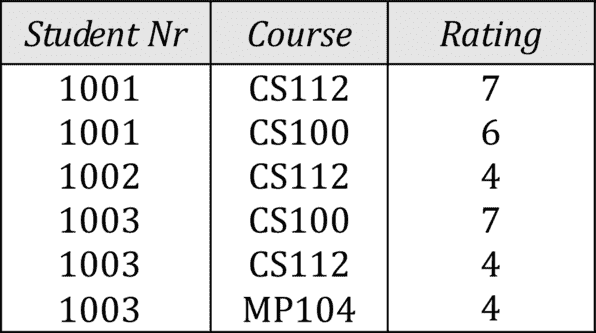 Student Nr Course Rating
1001 CS112 7
1001 CS100 6
1002 CS112 4
1003 CS100 7
1003 CS112 4
1003 MP104 4